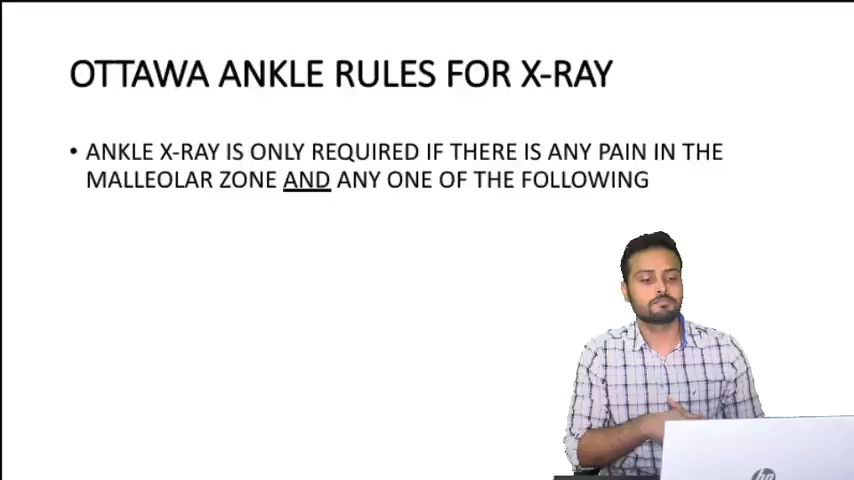 OTTAWA ANKLE RULES FOR X-RAY
• ANKLE X-RAY IS ONLY REQUIRED IF THERE IS ANY PAIN IN THE
MALLEOLAR ZONE AND ANY ONE OF THE FOLLOWING
hp